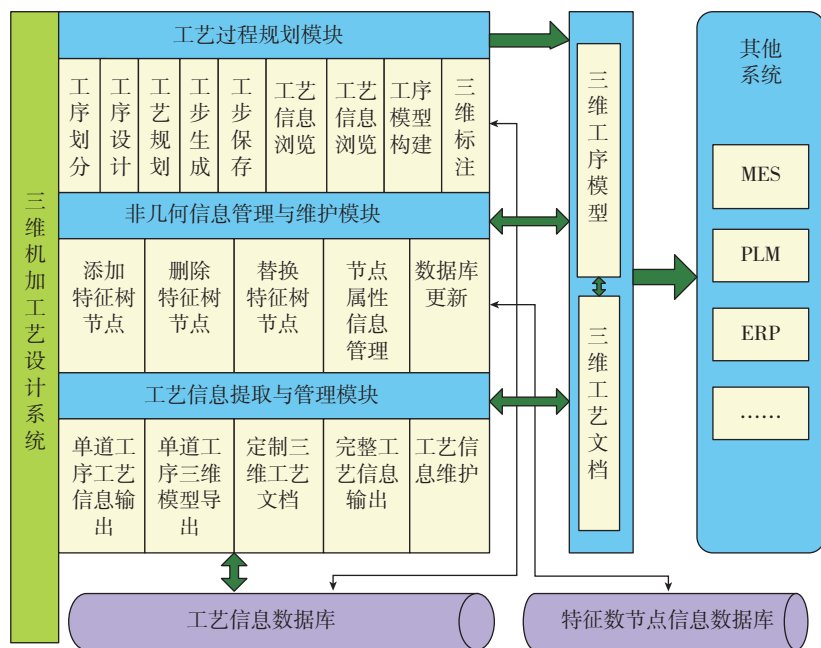 三维机加工艺设计系统
工艺过程规划模块
工序划分
工序设计
工艺规划
工步生成
工步保存
工艺
信息
浏览
工艺
信息
浏览
工序
模型
构建
三维标注
非几何信息管理与维护模块
添加
特征树
节点
删除
特征树
节点
替换
特征树
节点
节点
属性
信息
管理
数据库
更新
工艺信息提取与管理模块
单道工
序工艺
信息输
出
单道工
序三维
模型导
出
定制三
维工艺
文档
完整工
艺信息
输出
工艺信
息维护
三维工序模型
三维工艺文档
其他
系统
MES
PLM
ERP
……
工艺信息数据库
特征数节点信息数据库